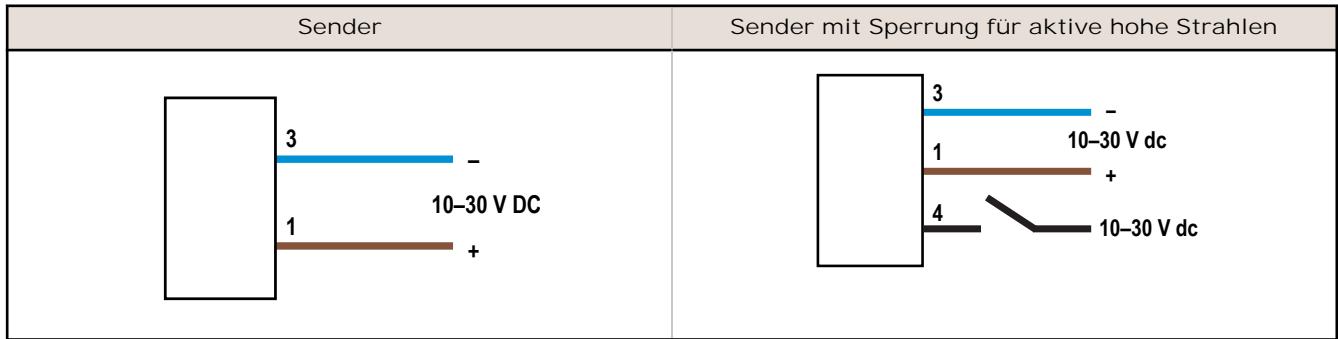 Sender
Sender mit Sperrung für aktive hohe Strahlen
3
–
10–30 V DC
1
+
3
–
10–30 V dc
1
+
4
10–30 V dc